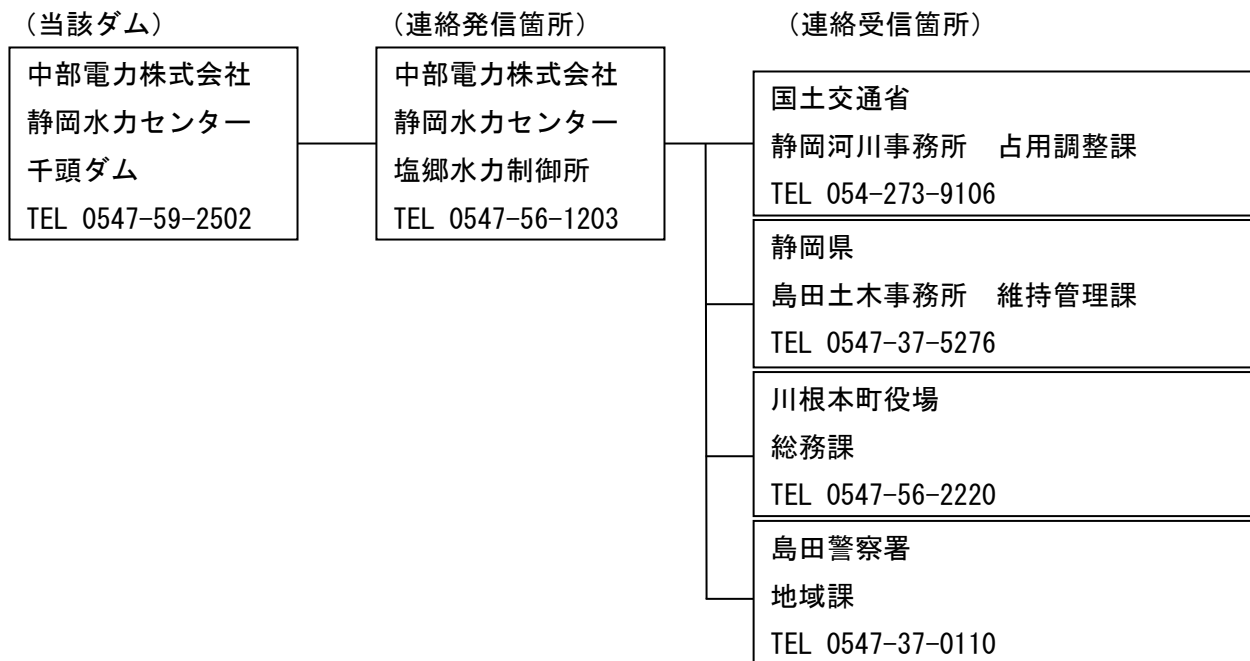 （当該ダム）
中部電力株式会社
静岡水力センター
千頭ダム
TEL 0547-59-2502
（連絡発信箇所）
中部電力株式会社
静岡水力センター
塩郷水力制御所
TEL 0547-56-1203
（連絡受信箇所）
国土交通省
静岡河川事務所　占用調整課
TEL 054-273-9106
静岡県
島田土木事務所　維持管理課
TEL 0547-37-5276
川根本町役場
総務課
TEL 0547-56-2220
島田警察署
地域課
TEL 0547-37-0110